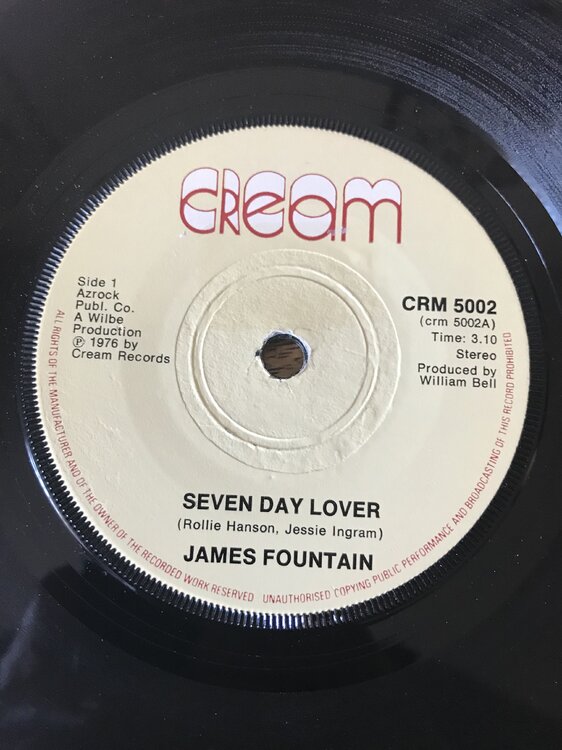 CREAM
Side 1
Azrock
Publ. Co.
A Wilbe
Production
Ⓟ 1976 by
Cream Records
CRM 5002
(crm 5002A)
Time: 3.10
Stereo
Produced by
William Bell
SEVEN DAY LOVER
(Rollie Hanson, Jessie Ingram)
JAMES FOUNTAIN
ALL RIGHTS OF THE MANUFACTURER AND OF THE OWNER OF THE RECORDED WORK RESERVED UNAUTHORISED COPYING PUBLIC PERFORMANCE AND BROADCASTING OF THIS RECORD PROHIBITED